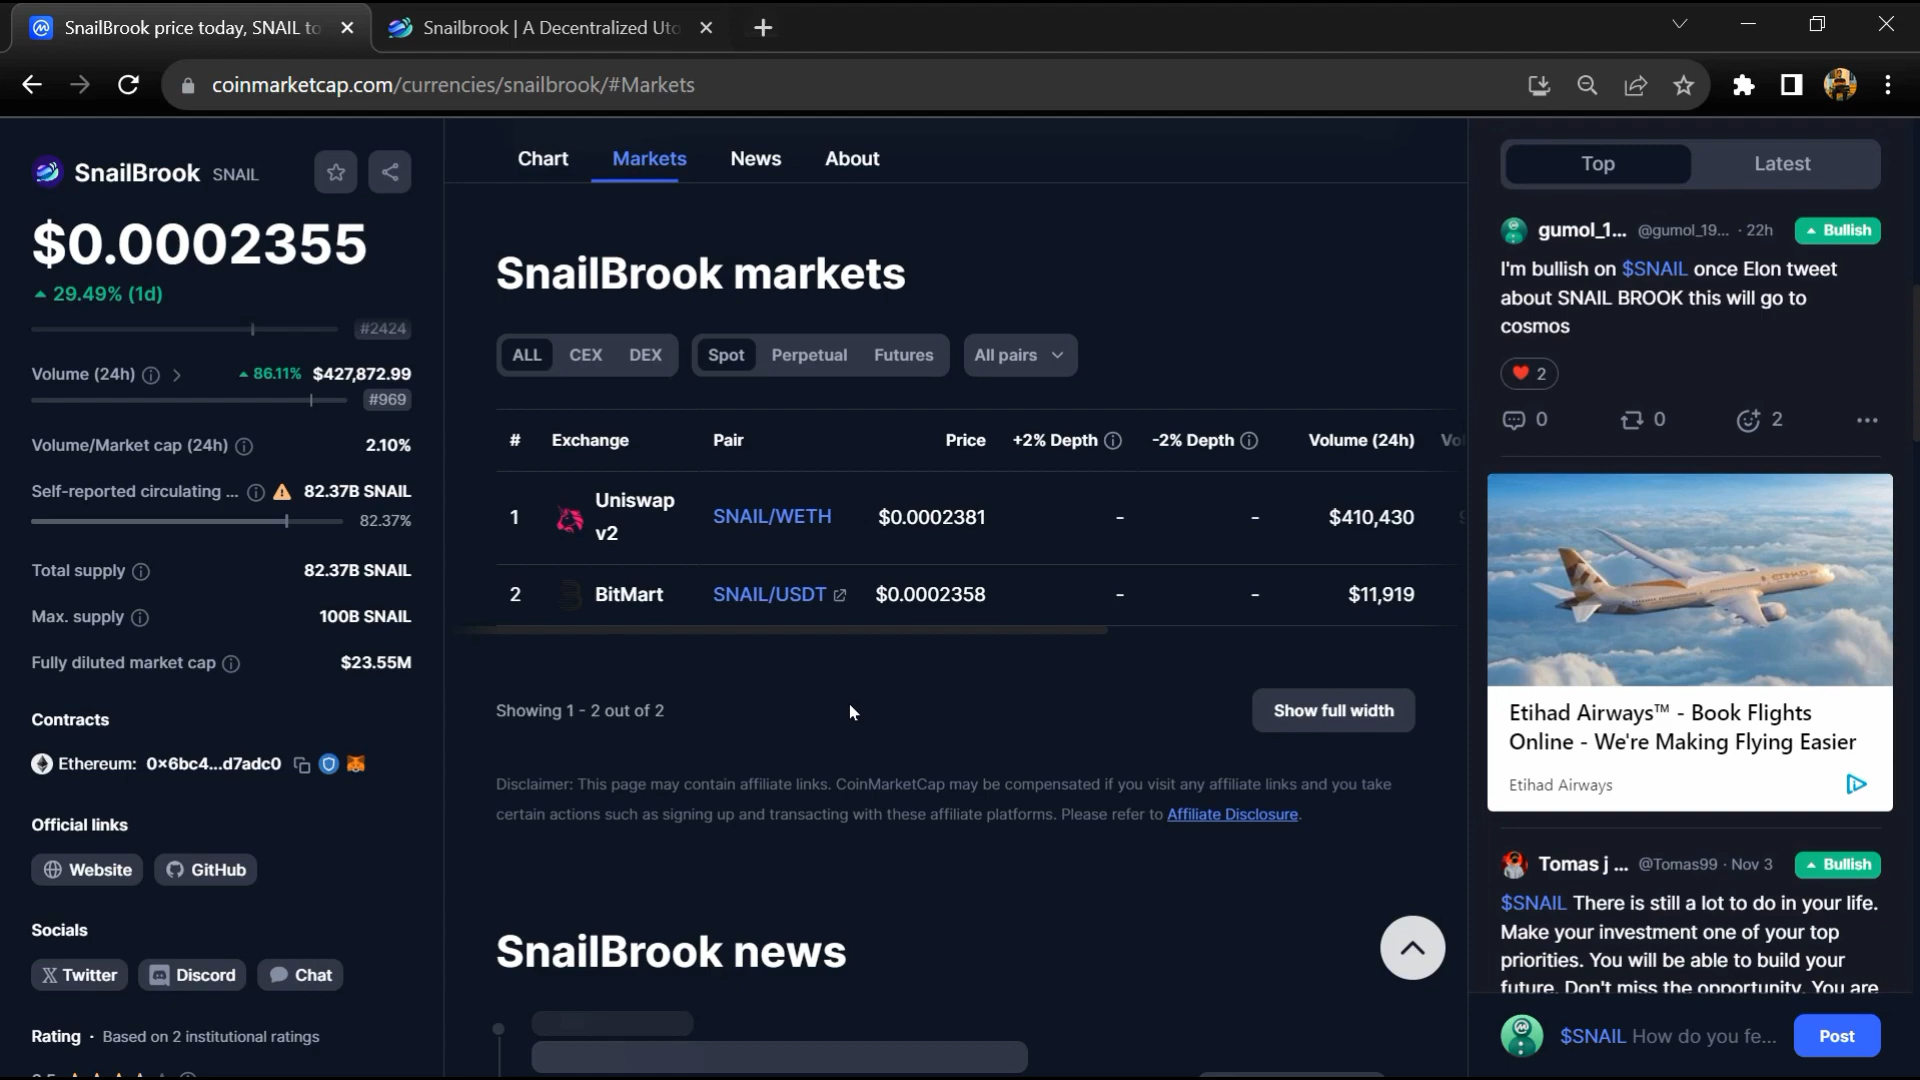 SnailBrook price today, SNAIL to
Snailbrook | A Decentralized Uto
coinmarketcap.com/currencies/snailbrook/#Markets
SnailBrook SNAIL
$0.0002355
29.49% (1d)
#2424
Volume (24h) 86.11% $427,872.99
#969
Volume/Market cap (24h) 2.10%
Self-reported circulating ... 82.37B SNAIL
82.37%
Total supply 82.37B SNAIL
Max. supply 100B SNAIL
Fully diluted market cap $23.55M
Contracts
Ethereum: 0x6bc4...d7adc0
Official links
Website GitHub
Socials
Twitter Discord Chat
Rating · Based on 2 institutional ratings
Chart Markets News About
SnailBrook markets
ALL CEX DEX Spot Perpetual Futures All pairs
# Exchange Pair Price +2% Depth -2% Depth Volume (24h) Vol
1 Uniswap v2 SNAIL/WETH $0.0002381 - - $410,430
2 BitMart SNAIL/USDT $0.0002358 - - $11,919
Showing 1 - 2 out of 2 Show full width
Disclaimer: This page may contain affiliate links. CoinMarketCap may be compensated if you visit any affiliate links and you take
certain actions such as signing up and transacting with these affiliate platforms. Please refer to Affiliate Disclosure.
SnailBrook news
Top Latest
gumol_1... @gumol_19... · 22h Bullish
I'm bullish on $SNAIL once Elon tweet
about SNAIL BROOK this will go to
cosmos
2
0 0 2
ETIHAD
Etihad Airways™ - Book Flights
Online - We're Making Flying Easier
Etihad Airways
Tomas j ... @Tomas99 · Nov 3 Bullish
$SNAIL There is still a lot to do in your life.
Make your investment one of your top
priorities. You will be able to build your
future. Don't miss the opportunity. You are
$SNAIL How do you fe...
Post